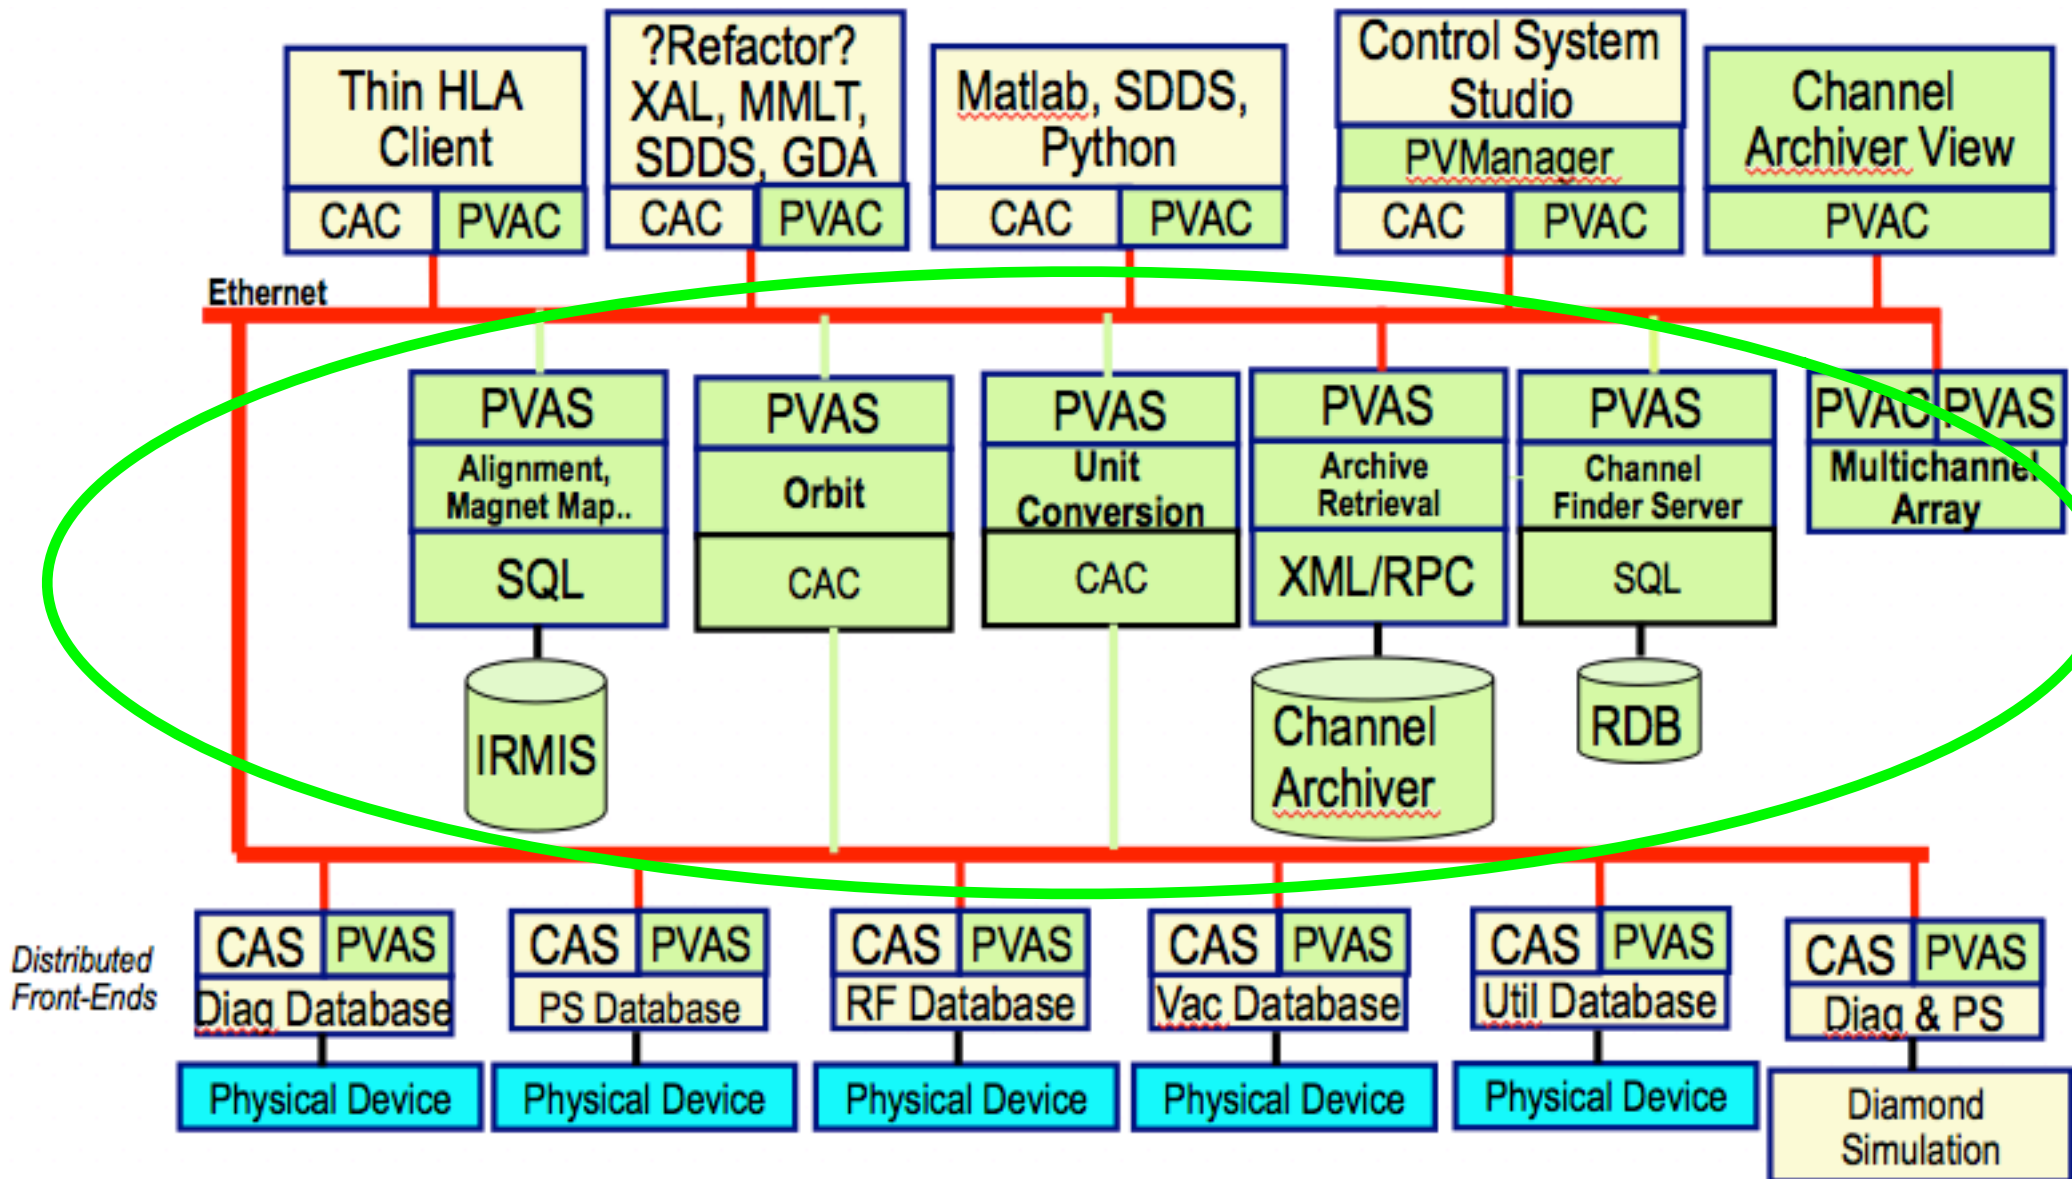 Thin HLA
Client
CAC
PVAC
?Refactor?
XAL, MMLT,
SDDS, GDA
CAC
PVAC
Matlab, SDDS,
Python
CAC
PVAC
Control System
Studio
PVManager
CAC
PVAC
Channel
Archiver View
PVAC
Ethernet
PVAS
Alignment,
Magnet Map..
SQL
IRMIS
PVAS
Orbit
CAC
PVAS
Unit
Conversion
CAC
PVAS
Archive
Retrieval
XML/RPC
Channel
Archiver
PVAS
Channel
Finder Server
SQL
RDB
PVAC
PVAS
Multichannel
Array
Distributed
Front-Ends
CAS
PVAS
Diag Database
Physical Device
CAS
PVAS
PS Database
Physical Device
CAS
PVAS
RF Database
Physical Device
CAS
PVAS
Vac Database
Physical Device
CAS
PVAS
Util Database
Physical Device
CAS
PVAS
Diag & PS
Diamond
Simulation